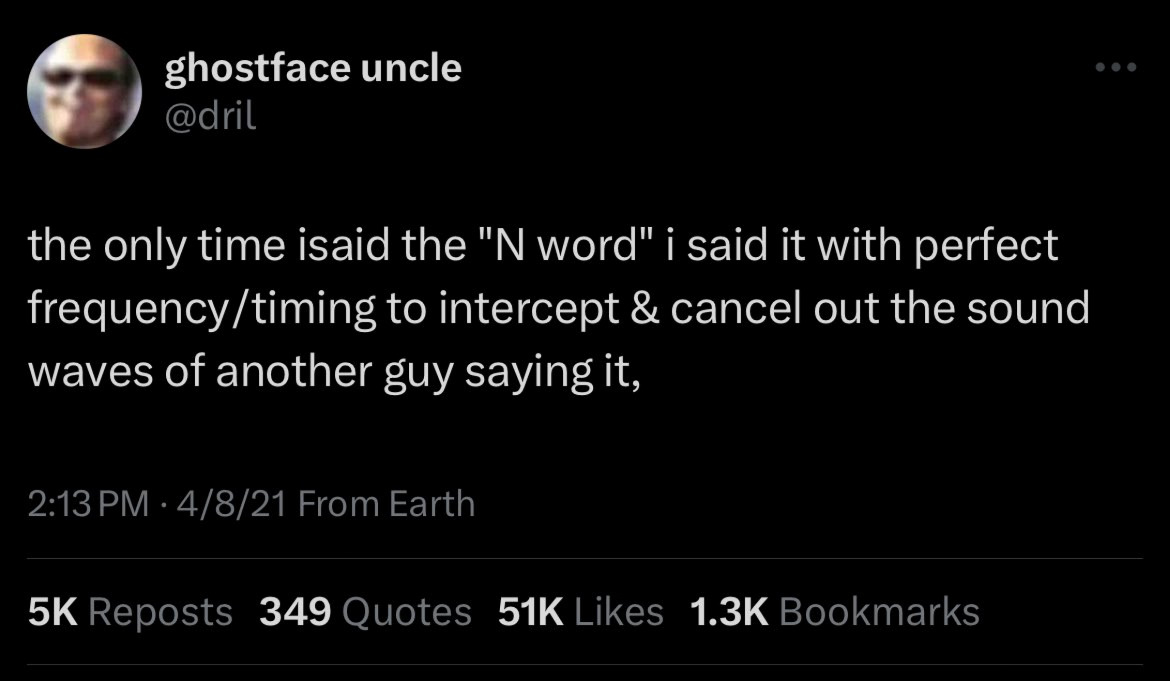 ghostface uncle
@dril
the only time isaid the "N word" i said it with perfect
frequency/timing to intercept & cancel out the sound
waves of another guy saying it,
2:13 PM · 4/8/21 From Earth
5K Reposts 349 Quotes 51K Likes 1.3K Bookmarks